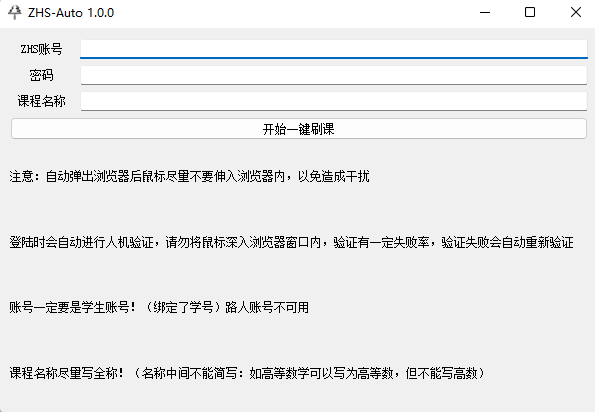 ZHS-Auto 1.0.0
ZHS账号
密码
课程名称
开始一键刷课
注意：自动弹出浏览器后鼠标尽量不要伸入浏览器内，以免造成干扰
登陆时会自动进行人机验证，请勿将鼠标深入浏览器窗口内，验证有一定失败率，验证失败会自动重新验证
账号一定要是学生账号！（绑定了学号）路人账号不可用
课程名称尽量写全称！（名称中间不能简写：如高等数学可以写为高等数，但不能写高数）